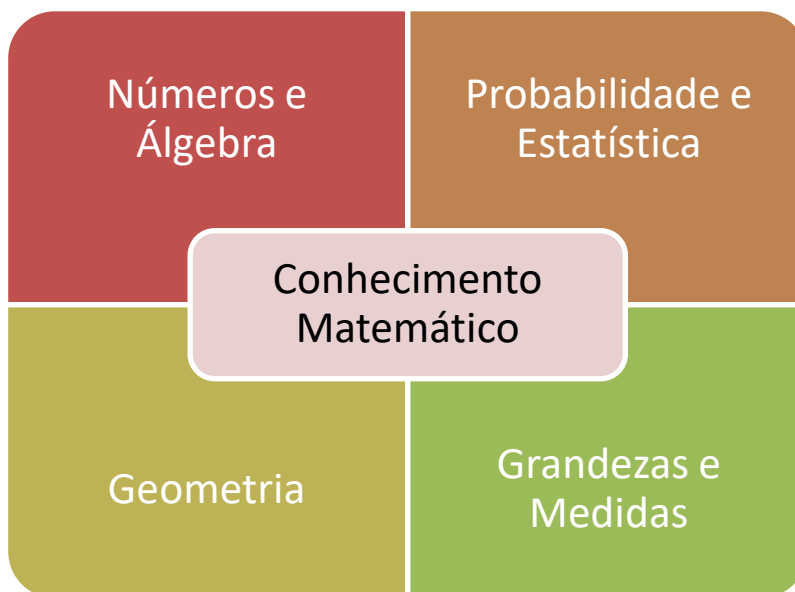 Números e
Álgebra
Probabilidade e
Estatística
Conhecimento
Matemático
Geometria
Grandezas e
Medidas